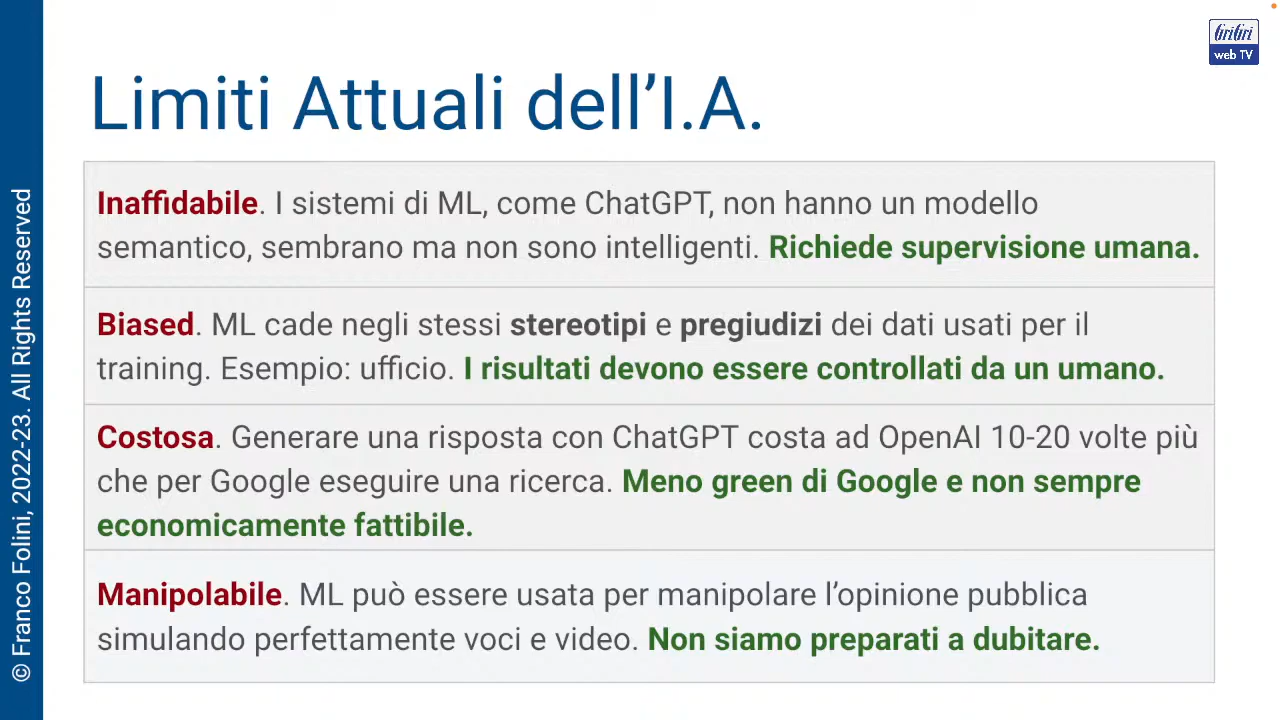 GriGri
web TV
Limiti Attuali dell’I.A.
Inaffidabile. I sistemi di ML, come ChatGPT, non hanno un modello
semantico, sembrano ma non sono intelligenti. Richiede supervisione umana.
Biased. ML cade negli stessi stereotipi e pregiudizi dei dati usati per il
training. Esempio: ufficio. I risultati devono essere controllati da un umano.
Costosa. Generare una risposta con ChatGPT costa ad OpenAI 10-20 volte più
che per Google eseguire una ricerca. Meno green di Google e non sempre
economicamente fattibile.
Manipolabile. ML può essere usata per manipolare l’opinione pubblica
simulando perfettamente voci e video. Non siamo preparati a dubitare.
© Franco Folini, 2022-23. All Rights Reserved